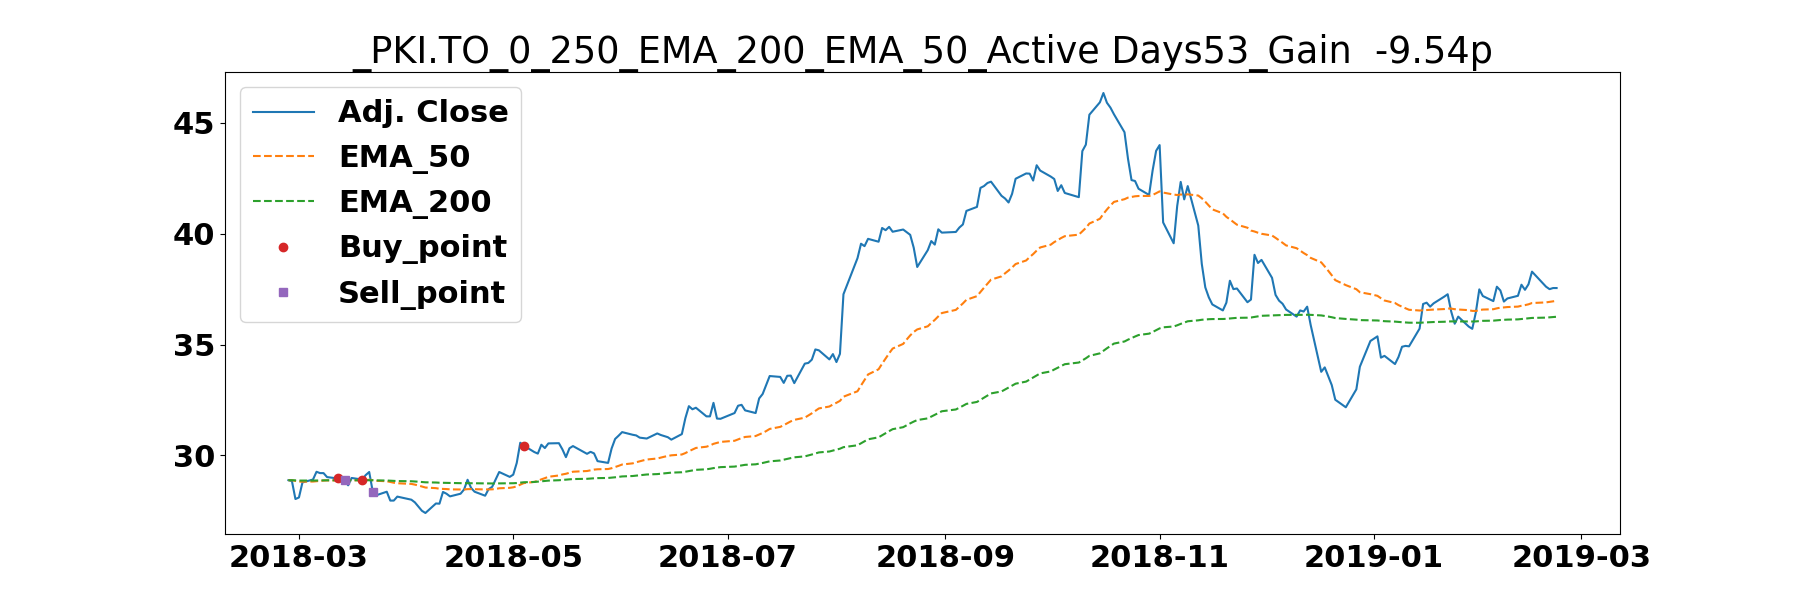 _PKI.TO_0_250_EMA_200_EMA_50_Active Days53_Gain  -9.54p
Adj. Close
EMA_50
EMA_200
Buy_point
Sell_point
45
40
35
30
2018-03 2018-05 2018-07 2018-09 2018-11 2019-01 2019-03